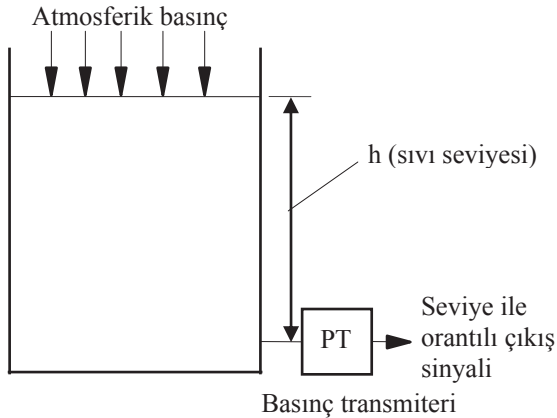 Atmosferik basınç
h (sıvı seviyesi)
PT
Seviye ile
orantılı çıkış
sinyali
Basınç transmiteri